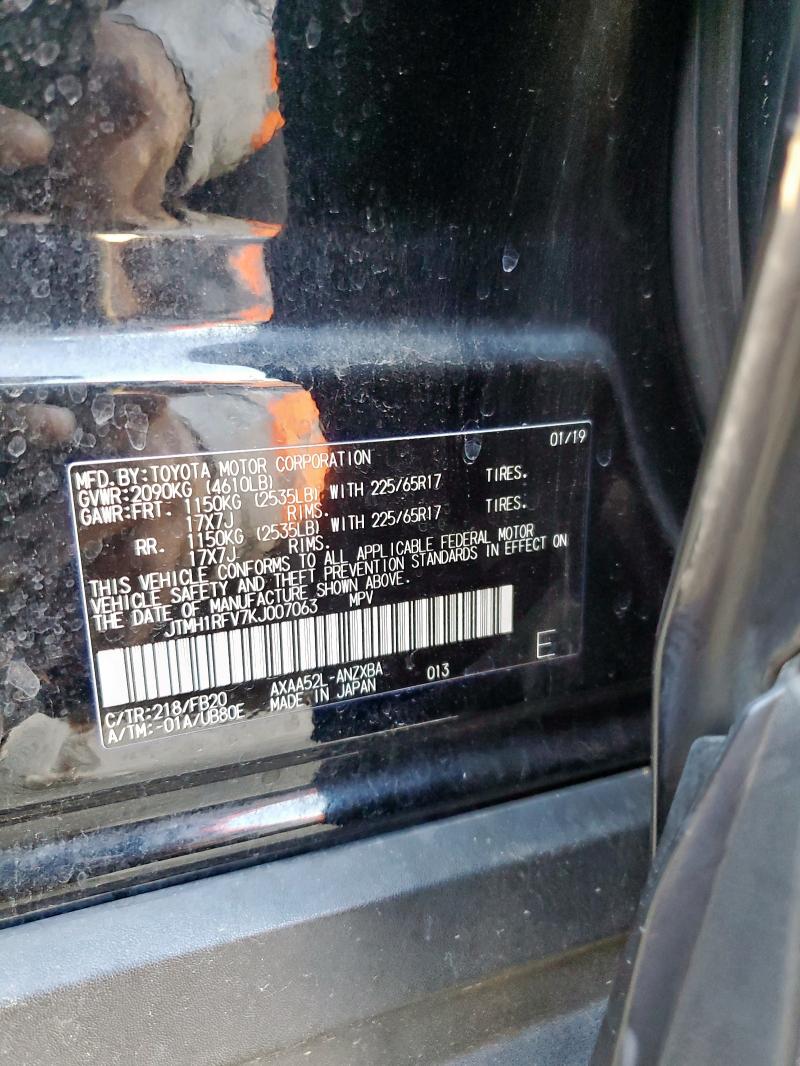 01/19
MFD.BY:TOYOTA MOTOR CORPORATION
GVWR:2090KG (4610LB)
GAWR:FRT. 1150KG (2535LB) WITH 225/65R17 TIRES.
17X7J RIMS.
RR. 1150KG (2535LB) WITH 225/65R17 TIRES.
17X7J RIMS.
THIS VEHICLE CONFORMS TO ALL APPLICABLE FEDERAL MOTOR
VEHICLE SAFETY AND THEFT PREVENTION STANDARDS IN EFFECT ON
THE DATE OF MANUFACTURE SHOWN ABOVE.
JTMH1RFV7KJ007063 MPV
E
C/TR:218/FB20 AXAA52L-ANZXBA 013
A/TM:-01A/UB80E MADE IN JAPAN